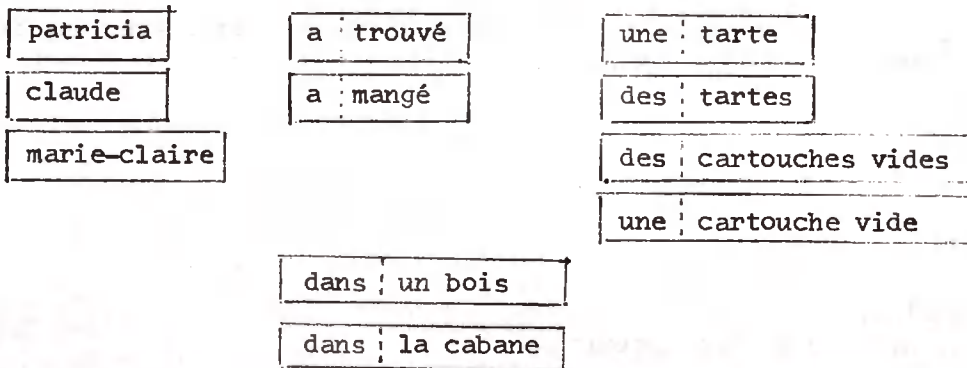 patricia a trouvé une tarte
claude a mangé des tartes
marie-claire des cartouches vides
une cartouche vide
dans un bois
dans la cabane